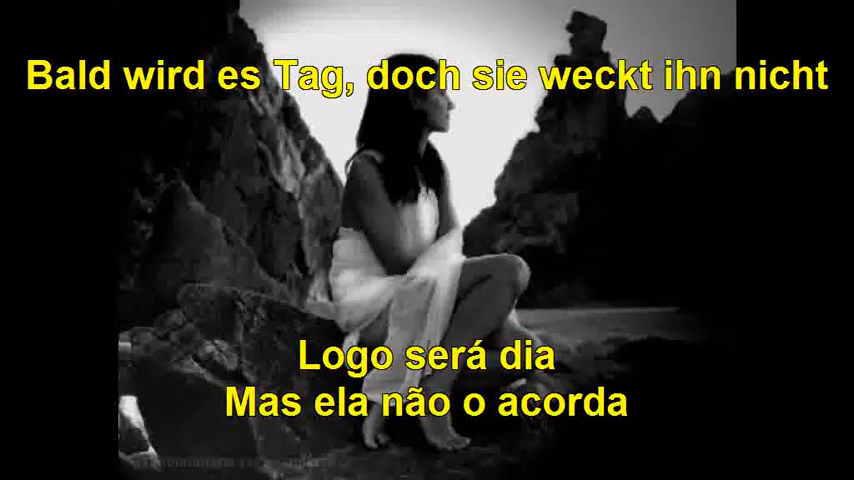 Bald wird es Tag, doch sie weckt ihn nicht
Logo será dia
Mas ela não o acorda